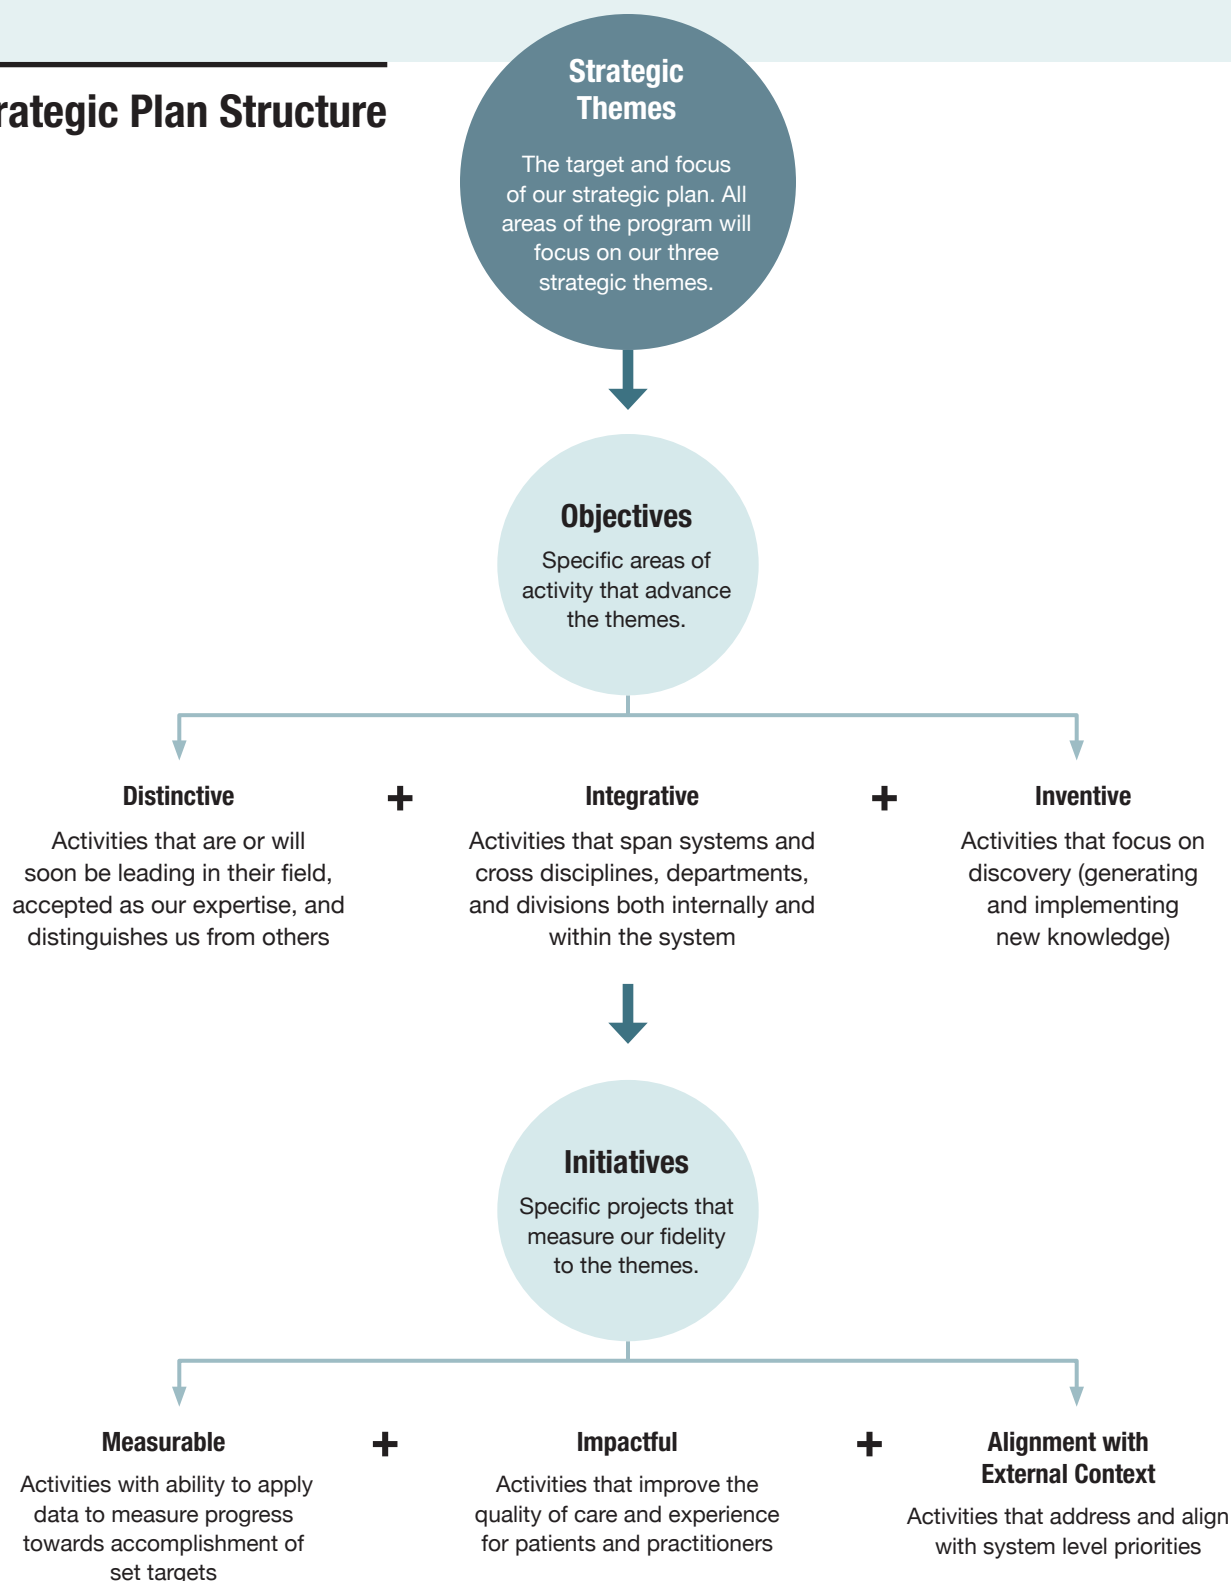 rategic Plan Structure
Strategic
Themes
The target and focus
of our strategic plan. All
areas of the program will
focus on our three
strategic themes.
Objectives
Specific areas of
activity that advance
the themes.
Distinctive
Activities that are or will
soon be leading in their field,
accepted as our expertise, and
distinguishes us from others
+
Integrative
Activities that span systems and
cross disciplines, departments,
and divisions both internally and
within the system
+
Inventive
Activities that focus on
discovery (generating
and implementing
new knowledge)
Initiatives
Specific projects that
measure our fidelity
to the themes.
Measurable
Activities with ability to apply
data to measure progress
towards accomplishment of
set targets
+
Impactful
Activities that improve the
quality of care and experience
for patients and practitioners
+
Alignment with
External Context
Activities that address and align
with system level priorities